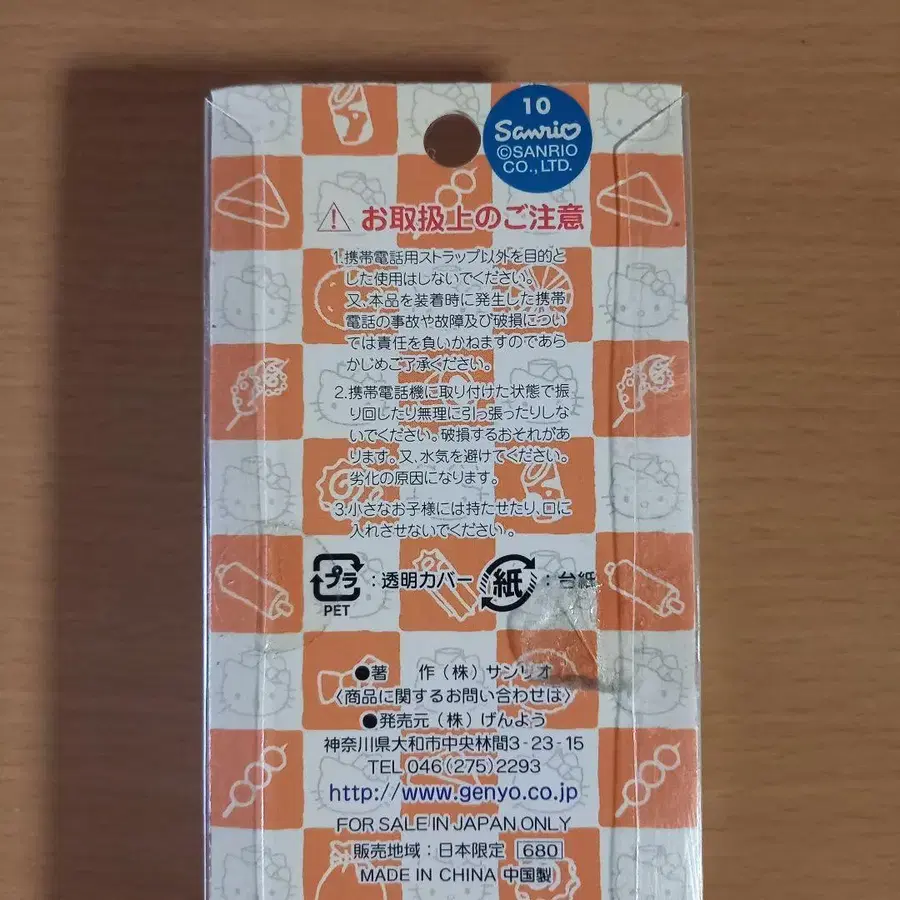 10
Sanrio
©SANRIO
CO., LTD.
お取扱上のご注意
1.携帯電話用ストラップ以外を目的と
した使用はしないでください。
又、本品を装着時に発生した携帯
電話の事故や故障及び破損につい
ては責任を負いかねますのであら
かじめご了承ください。
2.携帯電話機に取り付けた状態で振
り回したり無理に引っ張ったりしな
いでください。破損するおそれがあ
ります。又、水気を避けてください。
劣化の原因になります。
3.小さなお子様には持たせたり、口に
入れさせないでください。
プラ : 透明カバー 紙 : 台紙
PET
●著　作(株)サンリオ
〈商品に関するお問い合わせは〉
●発売元(株)げんよう
神奈川県大和市中央林間3-23-15
TEL 046(275)2293
http://www.genyo.co.jp
FOR SALE IN JAPAN ONLY
販売地域:日本限定 680
MADE IN CHINA 中国製